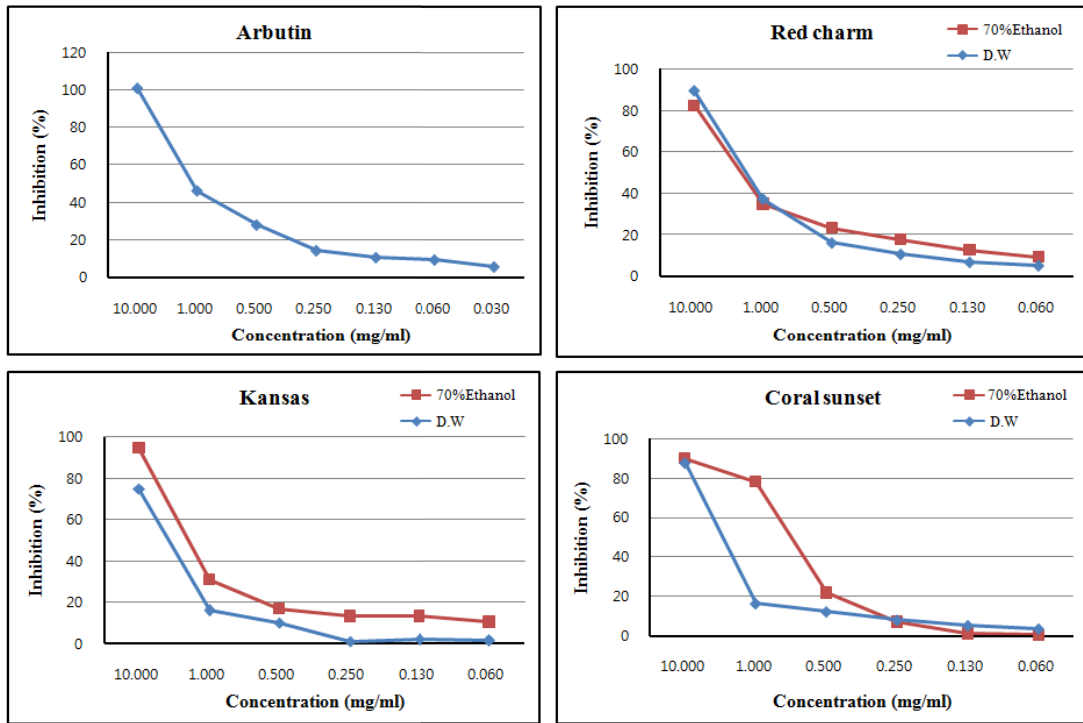 Arbutin
Inhibition (%)
120
100
80
60
40
20
0
10.000 1.000 0.500 0.250 0.130 0.060 0.030
Concentration (mg/ml)
Red charm
70%Ethanol
D.W
Inhibition (%)
100
80
60
40
20
0
10.000 1.000 0.500 0.250 0.130 0.060
Concentration (mg/ml)
Kansas
70%Ethanol
D.W
Inhibition (%)
100
80
60
40
20
0
10.000 1.000 0.500 0.250 0.130 0.060
Concentration (mg/ml)
Coral sunset
70%Ethanol
D.W
Inhibition (%)
100
80
60
40
20
0
10.000 1.000 0.500 0.250 0.130 0.060
Concentration (mg/ml)